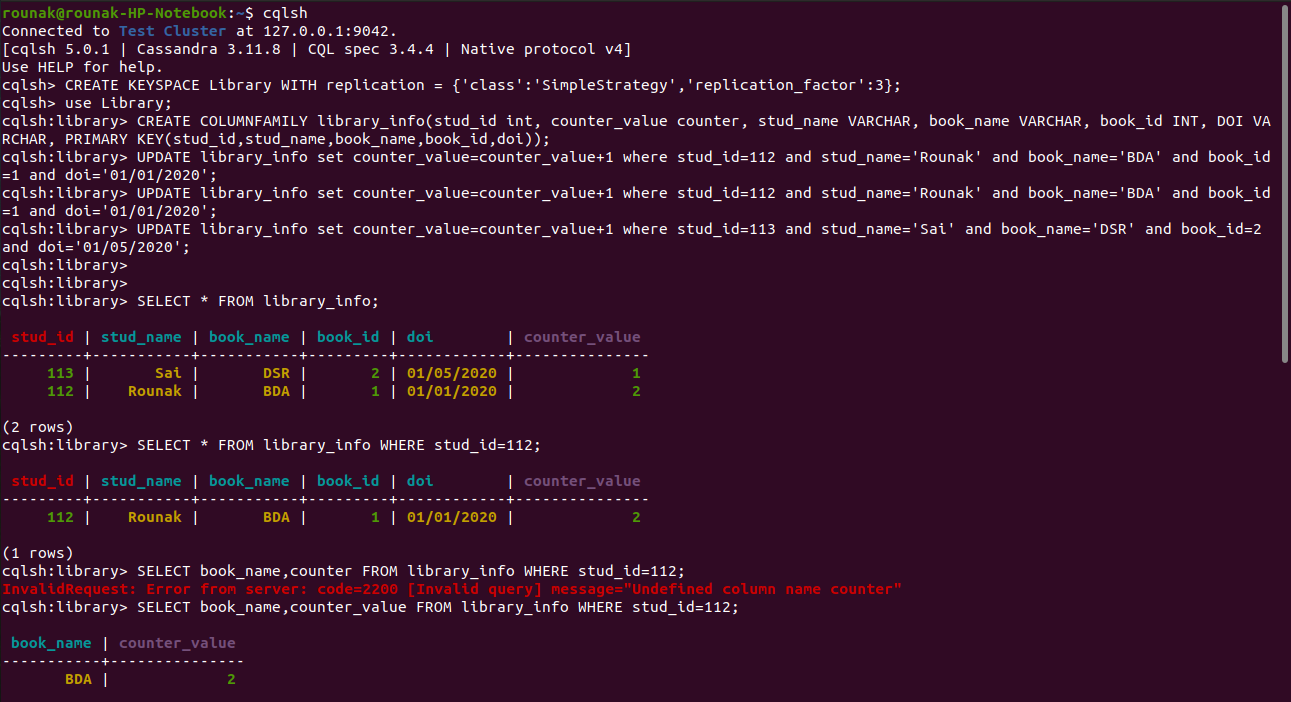 rounak@rounak-HP-Notebook:~$ cqlsh
Connected to Test Cluster at 127.0.0.1:9042.
[cqlsh 5.0.1 | Cassandra 3.11.8 | CQL spec 3.4.4 | Native protocol v4]
Use HELP for help.
cqlsh> CREATE KEYSPACE Library WITH replication = {'class':'SimpleStrategy','replication_factor':3};
cqlsh> use Library;
cqlsh:library> CREATE COLUMNFAMILY library_info(stud_id int, counter_value counter, stud_name VARCHAR, book_name VARCHAR, book_id INT, DOI VA
RCHAR, PRIMARY KEY(stud_id,stud_name,book_name,book_id,doi));
cqlsh:library> UPDATE library_info set counter_value=counter_value+1 where stud_id=112 and stud_name='Rounak' and book_name='BDA' and book_id
=1 and doi='01/01/2020';
cqlsh:library> UPDATE library_info set counter_value=counter_value+1 where stud_id=112 and stud_name='Rounak' and book_name='BDA' and book_id
=1 and doi='01/01/2020';
cqlsh:library> UPDATE library_info set counter_value=counter_value+1 where stud_id=113 and stud_name='Sai' and book_name='DSR' and book_id=2
and doi='01/05/2020';
cqlsh:library>
cqlsh:library>
cqlsh:library> SELECT * FROM library_info;

 stud_id | stud_name | book_name | book_id | doi        | counter_value
---------+-----------+-----------+---------+------------+---------------
     113 |       Sai |       DSR |       2 | 01/05/2020 |             1
     112 |    Rounak |       BDA |       1 | 01/01/2020 |             2

(2 rows)
cqlsh:library> SELECT * FROM library_info WHERE stud_id=112;

 stud_id | stud_name | book_name | book_id | doi        | counter_value
---------+-----------+-----------+---------+------------+---------------
     112 |    Rounak |       BDA |       1 | 01/01/2020 |             2

(1 rows)
cqlsh:library> SELECT book_name,counter FROM library_info WHERE stud_id=112;
InvalidRequest: Error from server: code=2200 [Invalid query] message="Undefined column name counter"
cqlsh:library> SELECT book_name,counter_value FROM library_info WHERE stud_id=112;

 book_name | counter_value
-----------+---------------
       BDA |             2